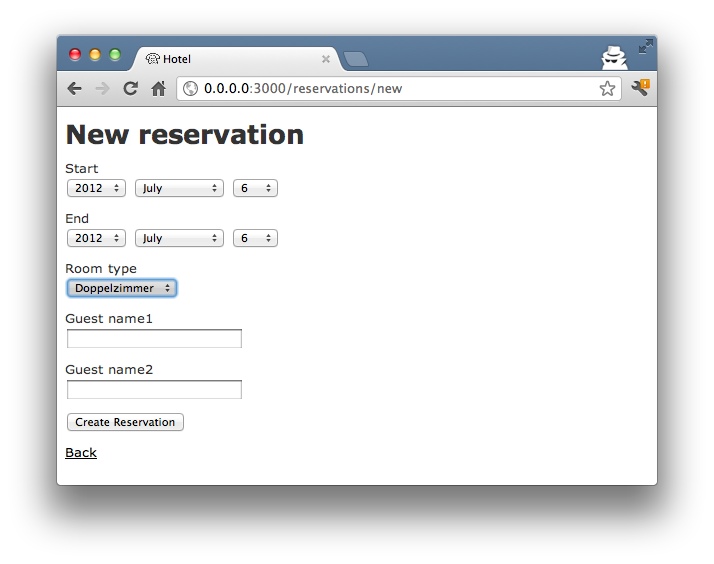 Hotel
0.0.0.0:3000/reservations/new
New reservation
Start
2012 July 6
End
2012 July 6
Room type
Doppelzimmer
Guest name1
Guest name2
Create Reservation
Back